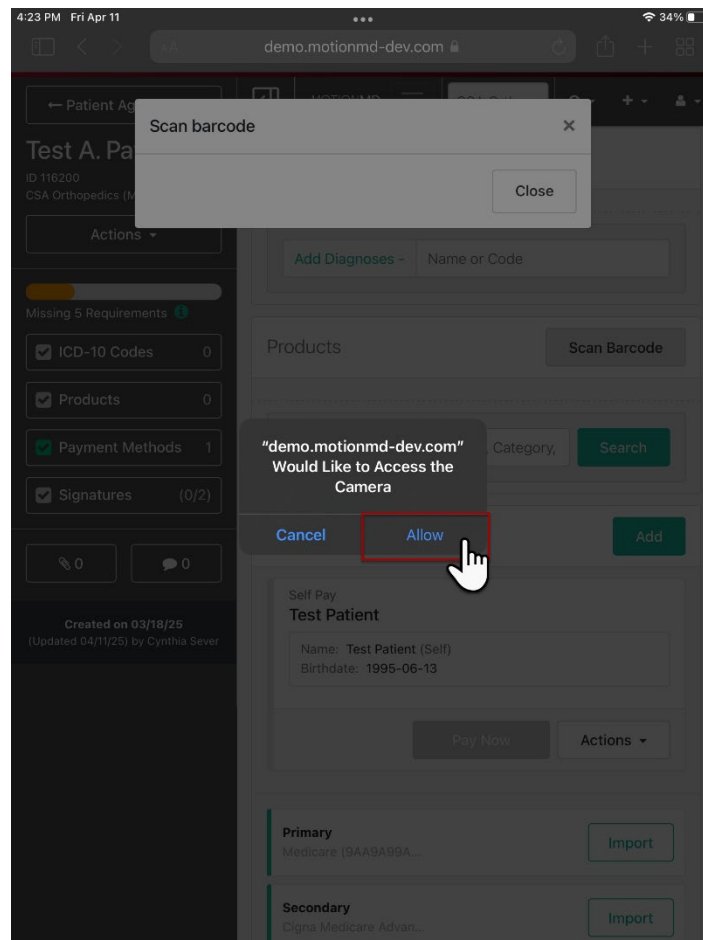 4:23 PM Fri Apr 11
34%
AA
demo.motionmd-dev.com
← Patient Ag
Scan barcode
×
Close
Test A. Pa
ID 116200
CSA Orthopedics (M
Actions
Missing 5 Requirements
ICD-10 Codes 0
Products 0
Payment Methods 1
Signatures (0/2)
0
0
Created on 03/18/25
(Updated 04/11/25) by Cynthia Sever
Add Diagnoses -
Name or Code
Products
Scan Barcode
, Category,
Search
"demo.motionmd-dev.com"
Would Like to Access the
Camera
Cancel
Allow
Add
Self Pay
Test Patient
Name: Test Patient (Self)
Birthdate: 1995-06-13
Pay Now
Actions
Primary
Medicare (9AA9A99A...
Import
Secondary
Cigna Medicare Advan...
Import